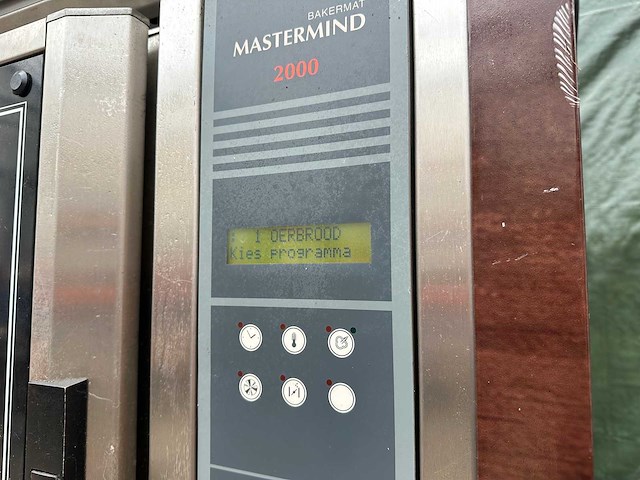 BAKERMAT
MASTERMIND
2000
: 1 OERBROOD
Kies programma